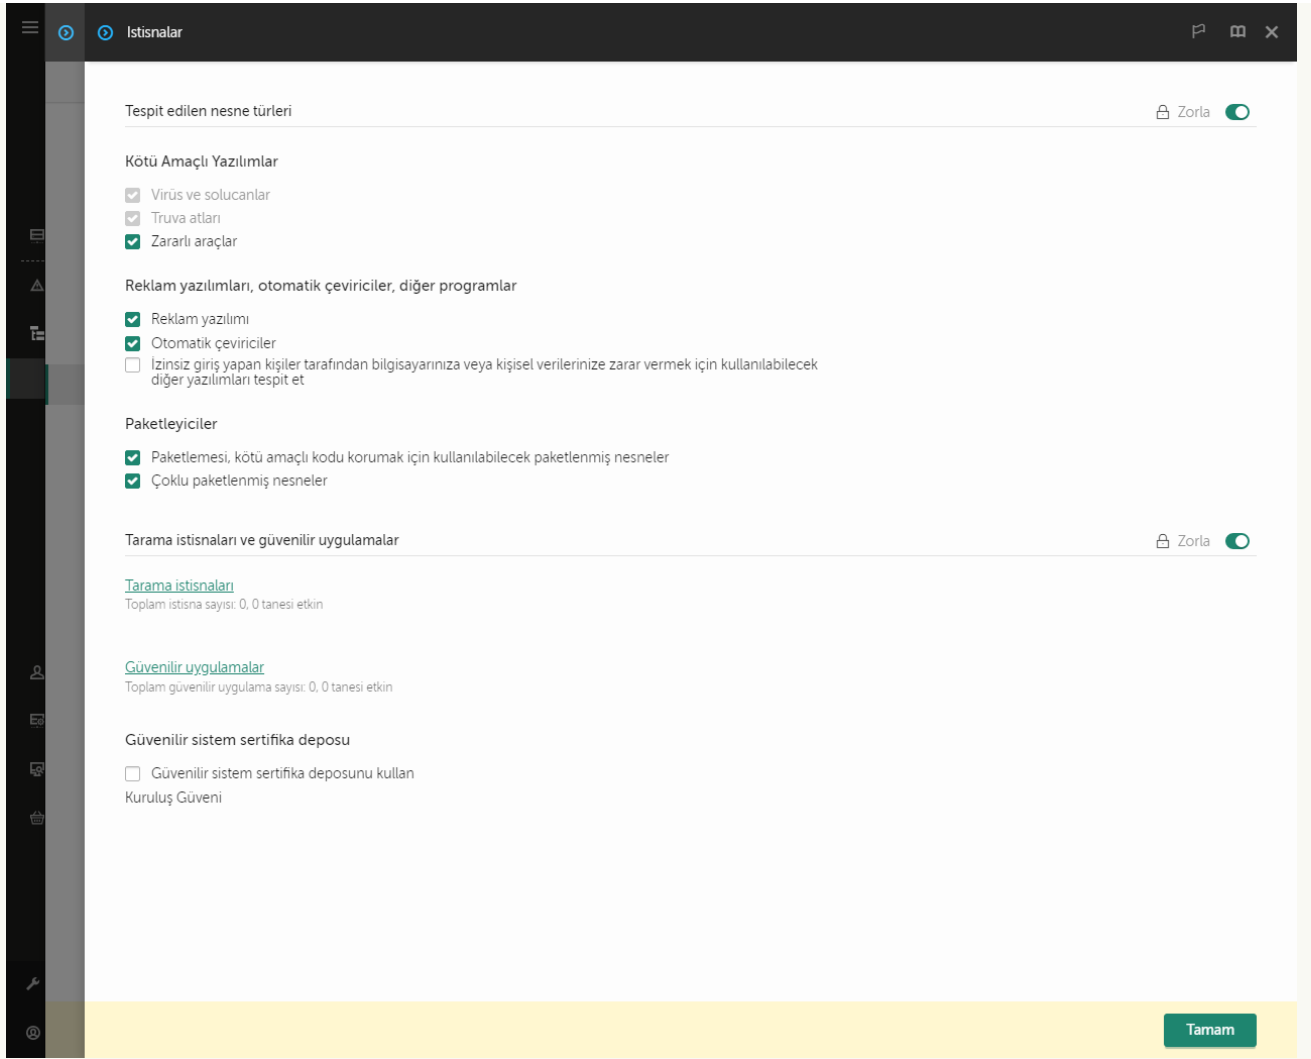 Istisnalar
Tespit edilen nesne türleri
Zorla
Kötü Amaçlı Yazılımlar
Virüs ve solucanlar
Truva atları
Zararlı araçlar
Reklam yazılımları, otomatik çeviriciler, diğer programlar
Reklam yazılımı
Otomatik çeviriciler
İzinsiz giriş yapan kişiler tarafından bilgisayarınıza veya kişisel verilerinize zarar vermek için kullanılabilecek
diğer yazılımları tespit et
Paketleyiciler
Paketlemesi, kötü amaçlı kodu korumak için kullanılabilecek paketlenmiş nesneler
Çoklu paketlenmiş nesneler
Tarama istisnaları ve güvenilir uygulamalar
Zorla
Tarama istisnaları
Toplam istisna sayısı: 0, 0 tanesi etkin
Güvenilir uygulamalar
Toplam güvenilir uygulama sayısı: 0, 0 tanesi etkin
Güvenilir sistem sertifika deposu
Güvenilir sistem sertifika deposunu kullan
Kuruluş Güveni
Tamam